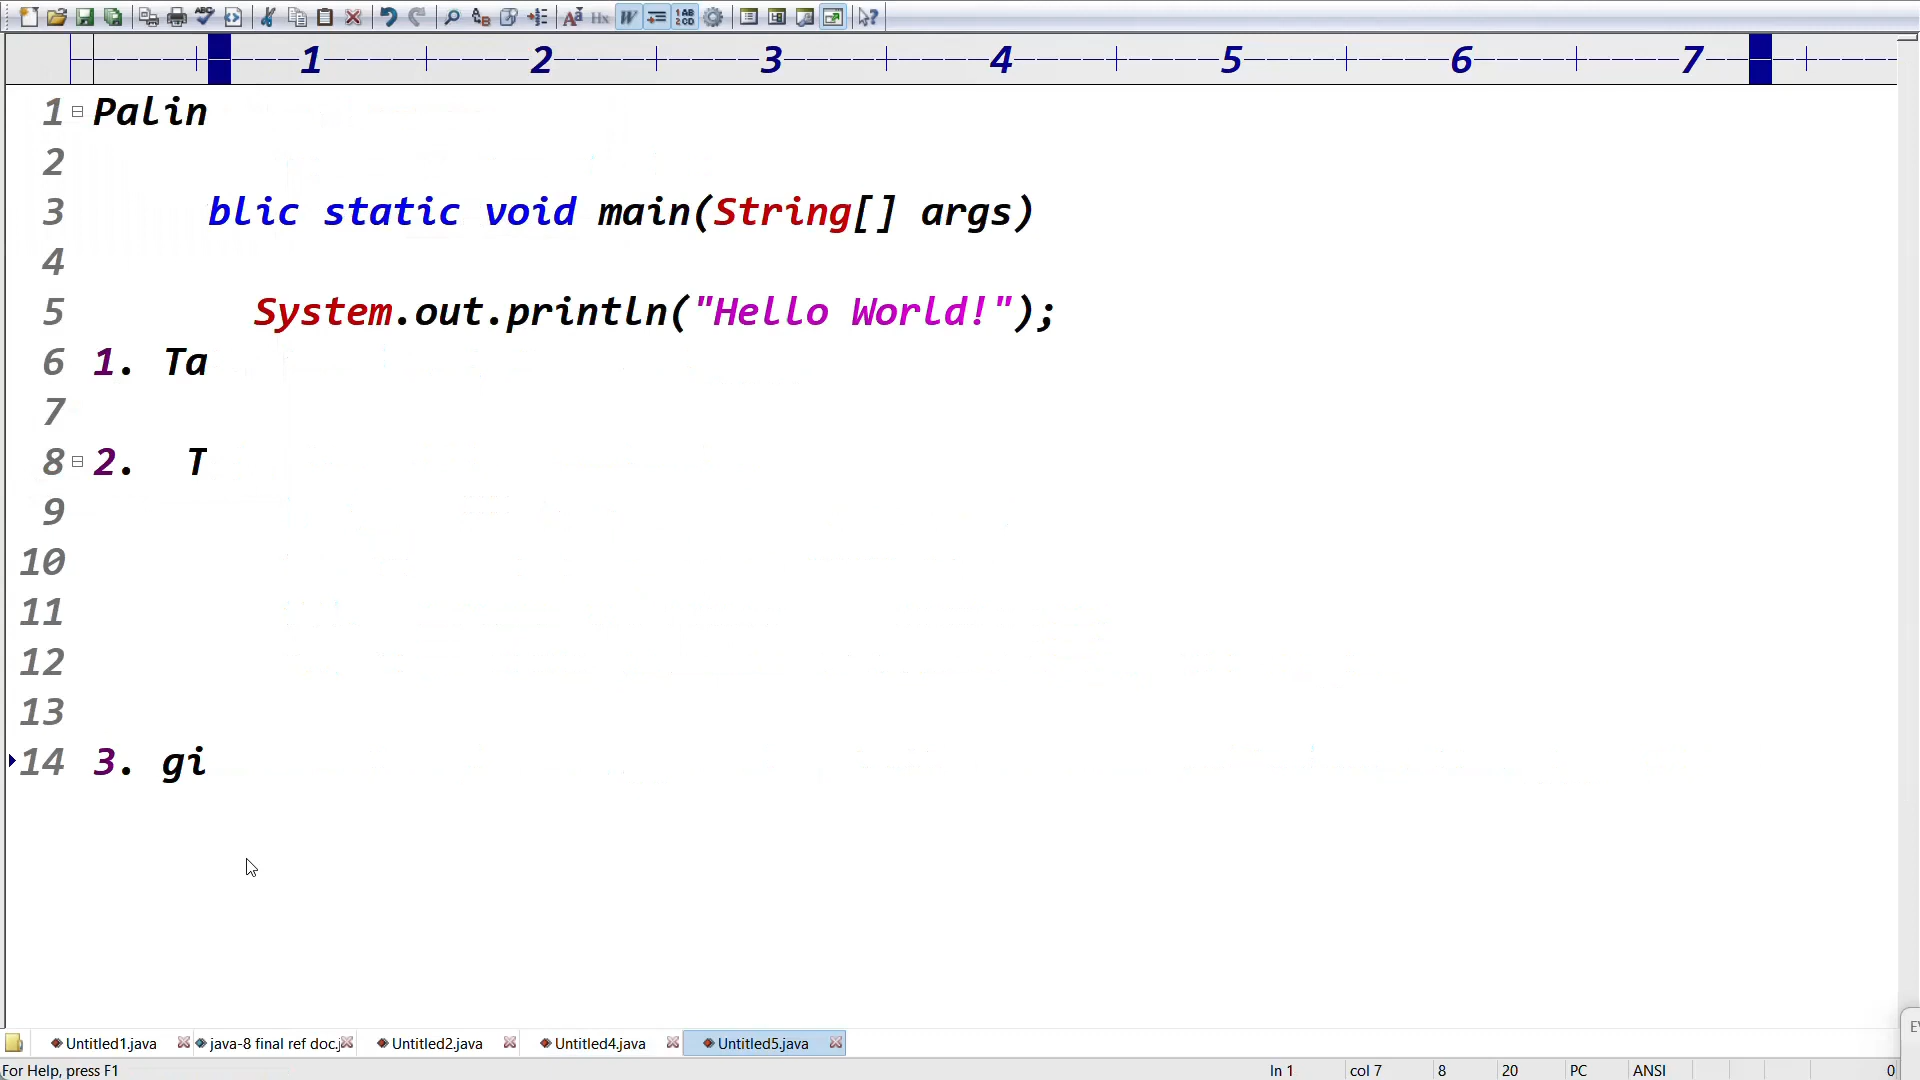 1 2 3 4 5 6 7
1 Palin
2
3 blic static void main(String[] args)
4
5 System.out.println("Hello World!");
6 1. Ta
7
8 2. T
9
10
11
12
13
14 3. gi
Untitled1.java java-8 final ref doc.j Untitled2.java Untitled4.java Untitled5.java
For Help, press F1 ln 1 col 7 8 20 PC ANSI 0